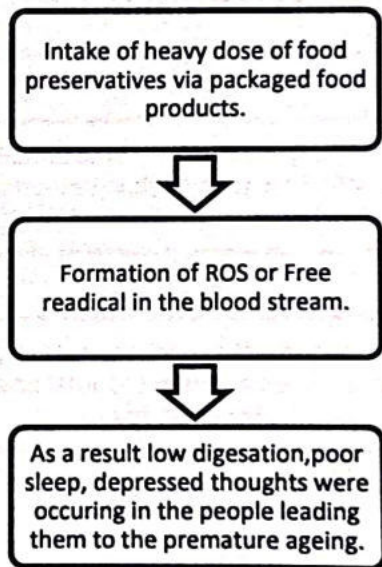 Intake of heavy dose of food
preservatives via packaged food
products.
Formation of ROS or Free
readical in the blood stream.
As a result low digesation,poor
sleep, depressed thoughts were
occuring in the people leading
them to the premature ageing.